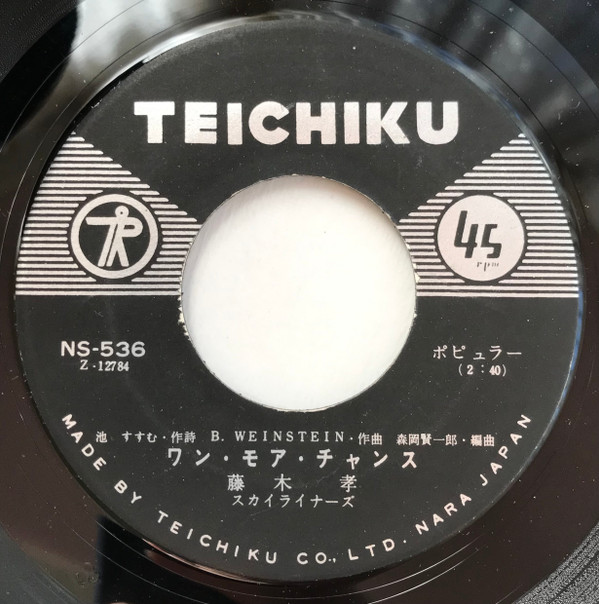 TEICHIKU
45
rpm
NS-536
Z-12784
ポピュラー
(2:40)
池 すすむ・作詩 B. WEINSTEIN・作曲 森岡賢一郎・編曲
ワン・モア・チャンス
藤木孝
スカイライナーズ
MADE BY TEICHIKU CO., LTD. NARA JAPAN